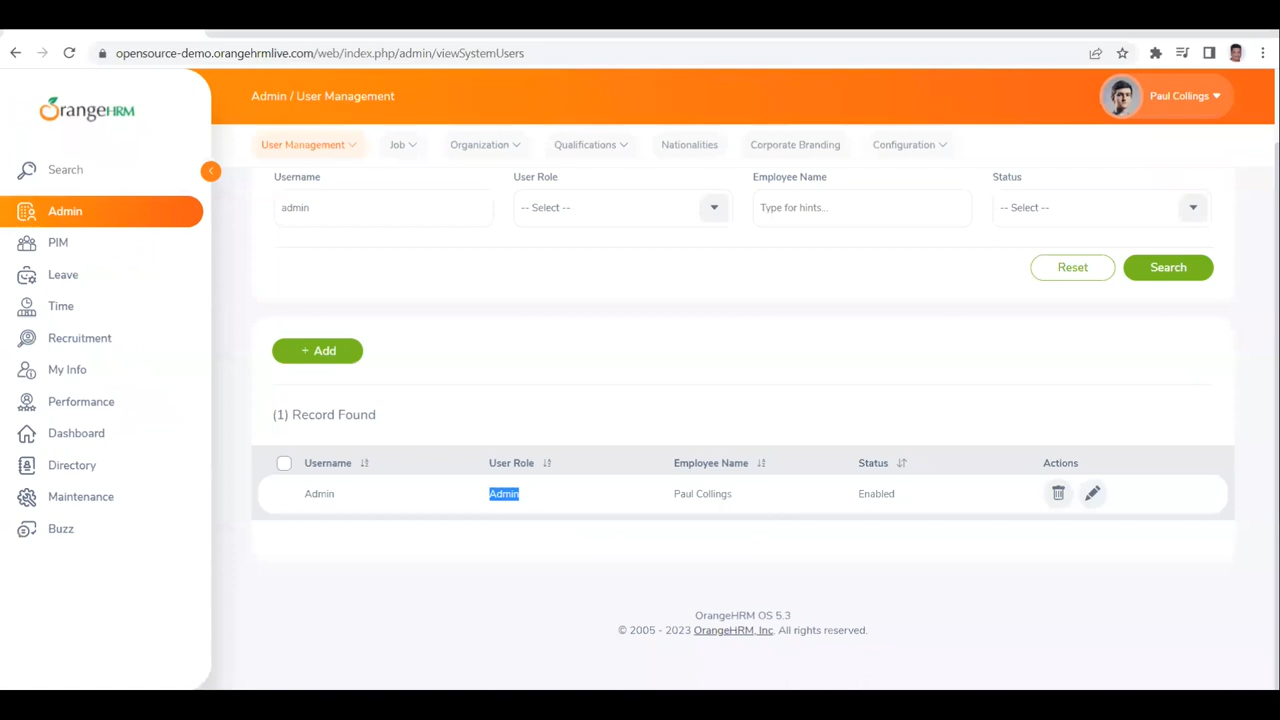 opensource-demo.orangehrmlive.com/web/index.php/admin/viewSystemUsers
OrangeHRM
Admin / User Management
Paul Collings
User Management
Job
Organization
Qualifications
Nationalities
Corporate Branding
Configuration
Search
Admin
PIM
Leave
Time
Recruitment
My Info
Performance
Dashboard
Directory
Maintenance
Buzz
Username
User Role
Employee Name
Status
admin
-- Select --
Type for hints...
-- Select --
Reset
Search
+ Add
(1) Record Found
Username
User Role
Employee Name
Status
Actions
Admin
Admin
Paul Collings
Enabled
OrangeHRM OS 5.3
© 2005 - 2023 OrangeHRM, Inc. All rights reserved.